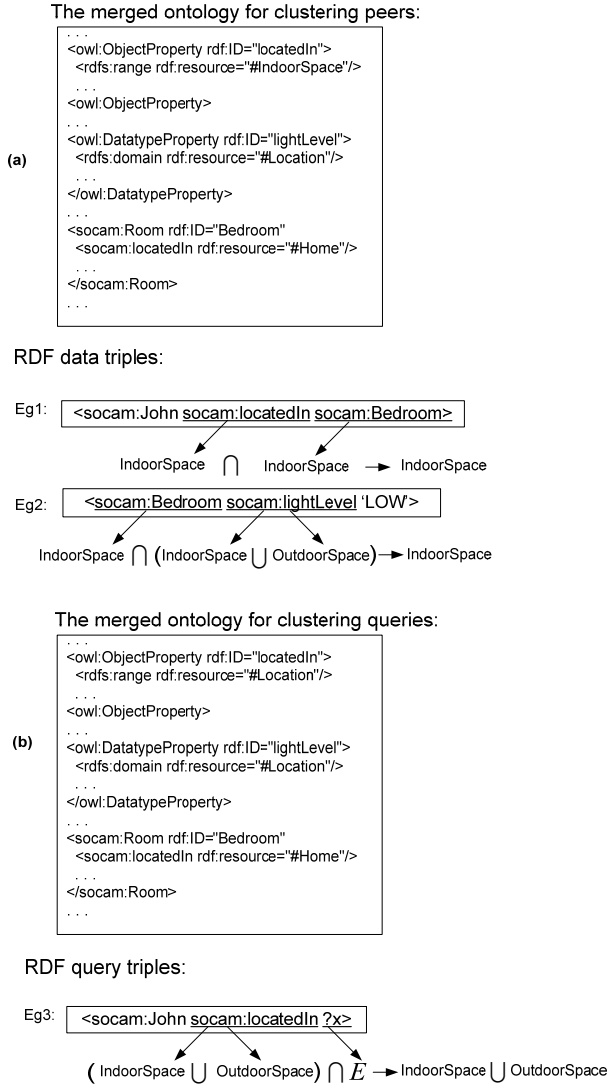 The merged ontology for clustering peers:
. . .
<owl:ObjectProperty rdf:ID="locatedIn">
<rdfs:range rdf:resource="#IndoorSpace"/>
. . .
<owl:ObjectProperty>
. . .
<owl:DatatypeProperty rdf:ID="lightLevel">
(a)
<rdfs:domain rdf:resource="#Location"/>
. . .
</owl:DatatypeProperty>
. . .
<socam:Room rdf:ID="Bedroom"
<socam:locatedIn rdf:resource="#Home"/>
. . .
</socam:Room>
. . .
RDF data triples:
Eg1: <socam:John socam:locatedIn socam:Bedroom>
IndoorSpace ⋂ IndoorSpace → IndoorSpace
Eg2: <socam:Bedroom socam:lightLevel ‘LOW’>
IndoorSpace ⋂ (IndoorSpace ⋃ OutdoorSpace) → IndoorSpace
The merged ontology for clustering queries:
. . .
<owl:ObjectProperty rdf:ID="locatedIn">
<rdfs:range rdf:resource="#Location"/>
. . .
<owl:ObjectProperty>
. . .
(b)
<owl:DatatypeProperty rdf:ID="lightLevel">
<rdfs:domain rdf:resource="#Location"/>
. . .
</owl:DatatypeProperty>
. . .
<socam:Room rdf:ID="Bedroom"
<socam:locatedIn rdf:resource="#Home"/>
. . .
</socam:Room>
. . .
RDF query triples:
Eg3: <socam:John socam:locatedIn ?x>
( IndoorSpace ⋃ OutdoorSpace ) ⋂ E → IndoorSpace ⋃ OutdoorSpace